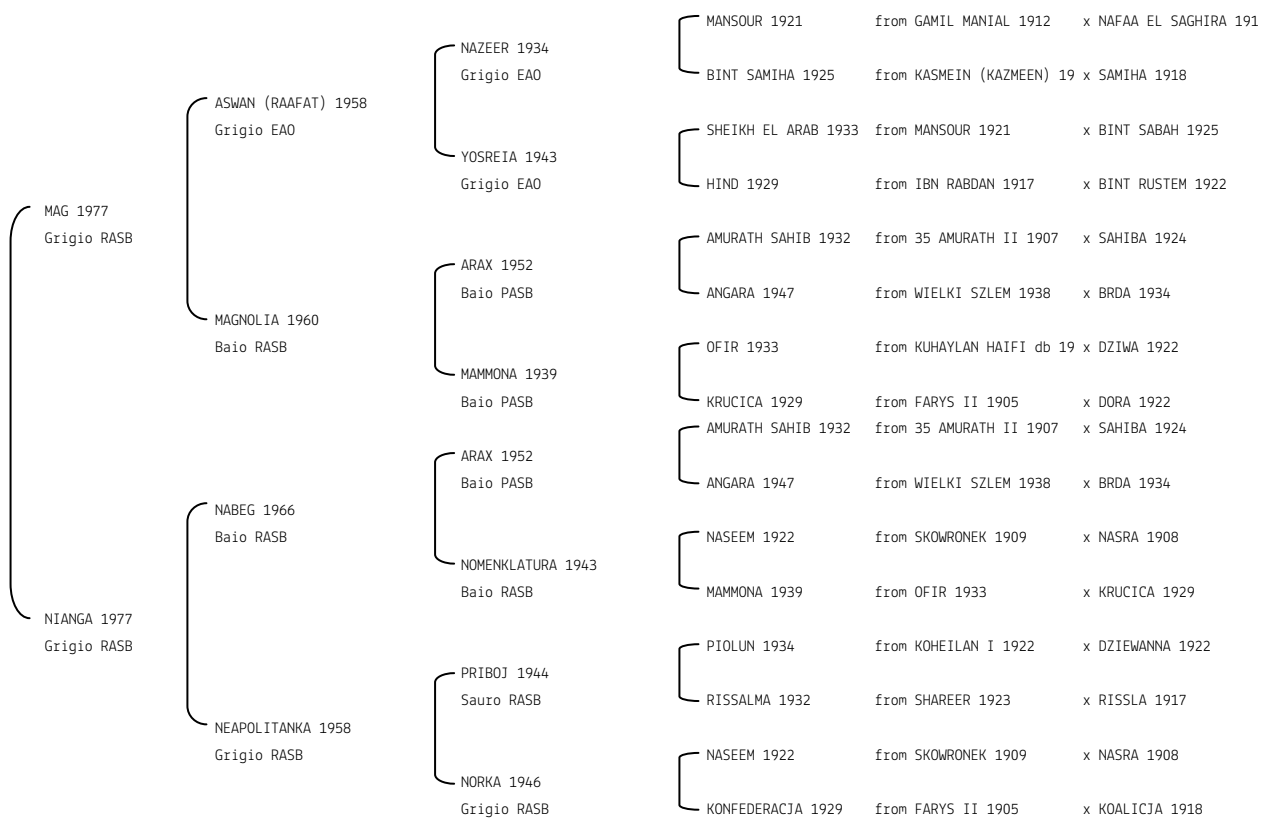 MANSOUR 1921 from GAMIL MANIAL 1912 x NAFAA EL SAGHIRA 191
NAZEER 1934
Grigio EAO
BINT SAMIHA 1925 from KASMEIN (KAZMEEN) 19 x SAMIHA 1918
ASWAN (RAAFAT) 1958
Grigio EAO
SHEIKH EL ARAB 1933 from MANSOUR 1921 x BINT SABAH 1925
YOSREIA 1943
Grigio EAO
HIND 1929 from IBN RABDAN 1917 x BINT RUSTEM 1922
MAG 1977
Grigio RASB
AMURATH SAHIB 1932 from 35 AMURATH II 1907 x SAHIBA 1924
ARAX 1952
Baio PASB
ANGARA 1947 from WIELKI SZLEM 1938 x BRDA 1934
MAGNOLIA 1960
Baio RASB
OFIR 1933 from KUHAYLAN HAIFI db 19 x DZIWA 1922
MAMMONA 1939
Baio PASB
KRUCICA 1929 from FARYS II 1905 x DORA 1922
AMURATH SAHIB 1932 from 35 AMURATH II 1907 x SAHIBA 1924
ARAX 1952
Baio PASB
ANGARA 1947 from WIELKI SZLEM 1938 x BRDA 1934
NABEG 1966
Baio RASB
NASEEM 1922 from SKOWRONEK 1909 x NASRA 1908
NOMENKLATURA 1943
Baio RASB
MAMMONA 1939 from OFIR 1933 x KRUCICA 1929
NIANGA 1977
Grigio RASB
PIOLUN 1934 from KOHEILAN I 1922 x DZIEWANNA 1922
PRIBOJ 1944
Sauro RASB
RISSALMA 1932 from SHAREER 1923 x RISSLA 1917
NEAPOLITANKA 1958
Grigio RASB
NASEEM 1922 from SKOWRONEK 1909 x NASRA 1908
NORKA 1946
Grigio RASB
KONFEDERACJA 1929 from FARYS II 1905 x KOALICJA 1918